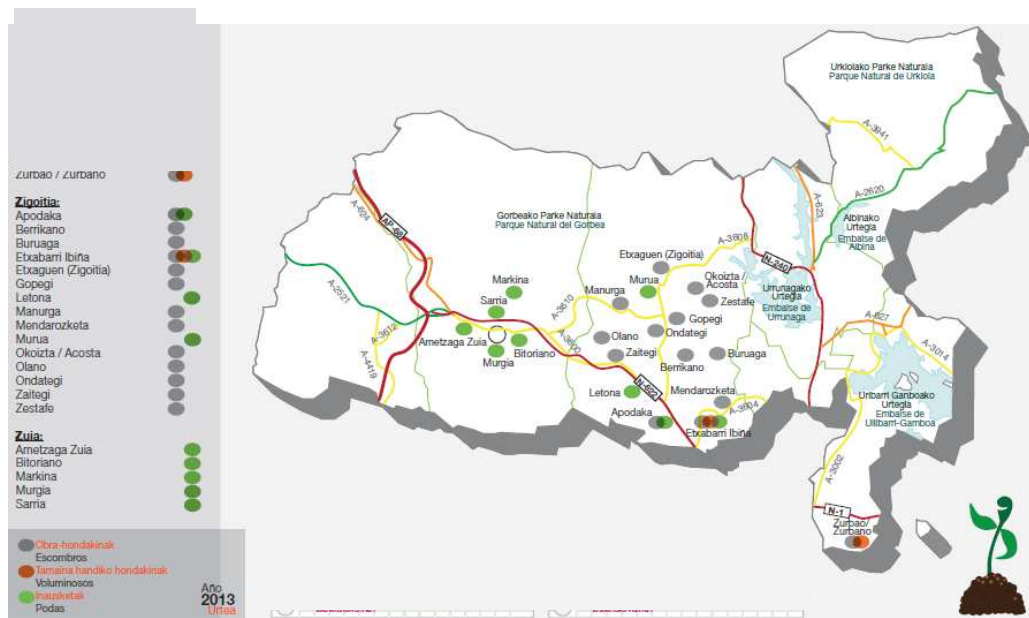 Zurbao / Zurbano
Zigoitia:
Apodaka
Berrikano
Buruaga
Etxabarri Ibiña
Etxaguen (Zigoitia)
Gopegi
Letona
Manurga
Mendarozketa
Murua
Okoizta / Acosta
Olano
Ondategi
Zaitegi
Zestafe
Zuia:
Ametzaga Zuia
Bitoriano
Markina
Murgia
Sarria
Obra-hondakinak
Escombros
Tamaina handiko hondakinak
Voluminosos
Inausketak
Podas
Año
2013
Urtea
Urkiolako Parke Naturala
Parque Natural de Urkiola
A-3941
A-2620
A-623
Albinako
Urtegia
Embalse de
Albina
Gorbeako Parke Naturala
Parque Natural del Gorbea
A-624
AP-68
A-3608
N-240
Etxaguen (Zigoitia)
Urrunagako
Urtegia
Embalse de
Urrunaga
A-2521
Markina
Murua
Okoizta /
Acosta
Manurga
Zestafe
Sarria
A-3610
Gopegi
A-627
A-3612
Ametzaga Zuia
Olano
Ondategi
A-3014
A-3600
Bitoriano
Murgia
Zaitegi
Berrikano
Buruaga
A-4419
N-622
Letona
Mendarozketa
Uribarri Ganboako
Urtegia
Embalse de
Ullibarri-Gamboa
A-3604
Apodaka
Etxabarri Ibiña
A-3002
N-1
Zurbao/
Zurbano